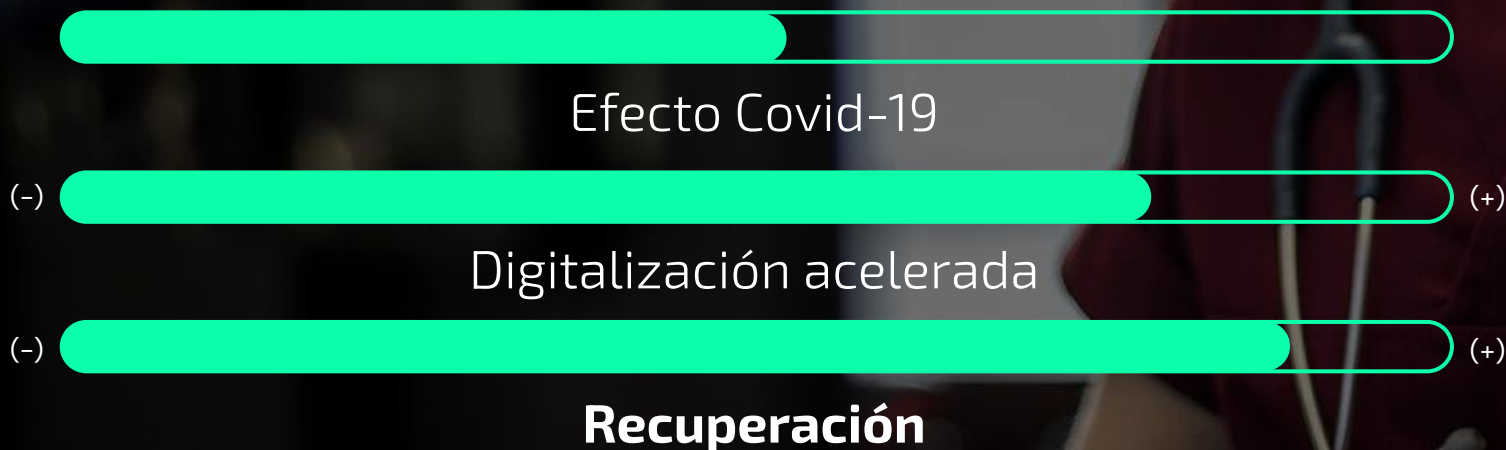 Efecto Covid-19
(-) (+)
Digitalización acelerada
(-) (+)
Recuperación